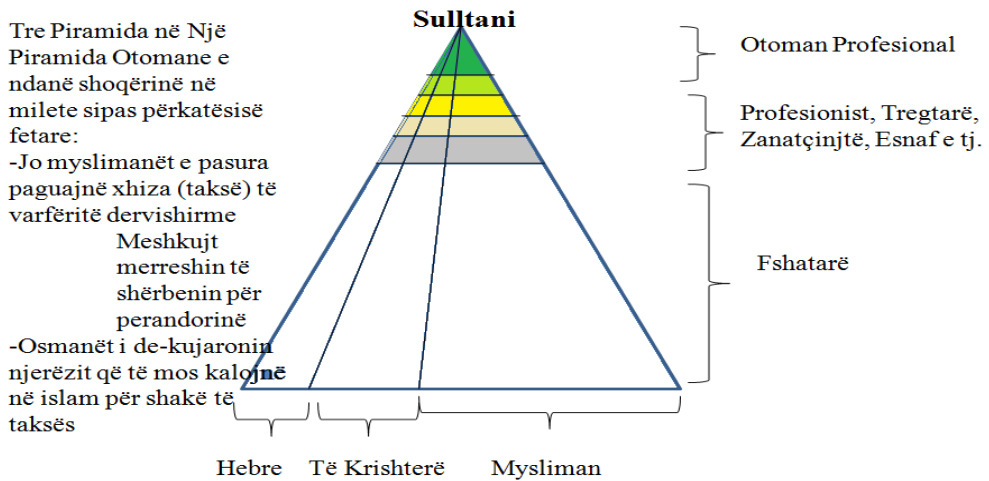 Sulltani
Tre Piramida në Një
Piramida Otomane e
ndanë shoqërinë në
milete sipas përkatësisë
fetare:
-Jo myslimanët e pasura
paguajnë xhiza (taksë) të
varfëritë dervishirme
Meshkujt
merreshin të
shërbenin për
perandorinë
-Osmanët i de-kujaronin
njerëzit që të mos kalojnë
në islam për shakë të
taksës
Otoman Profesional
Profesionist, Tregtarë,
Zanatçinjtë, Esnaf e tj.
Fshatarë
Hebre Të Krishterë Mysliman